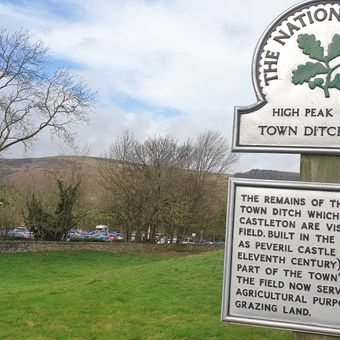 THE NATION
HIGH PEAK
TOWN DITCH
THE REMAINS OF TH
TOWN DITCH WHICH
CASTLETON ARE VIS
FIELD. BUILT IN THE
AS PEVERIL CASTLE
ELEVENTH CENTURY)
PART OF THE TOWN'
THE FIELD NOW SERV
AGRICULTURAL PURPO
GRAZING LAND.